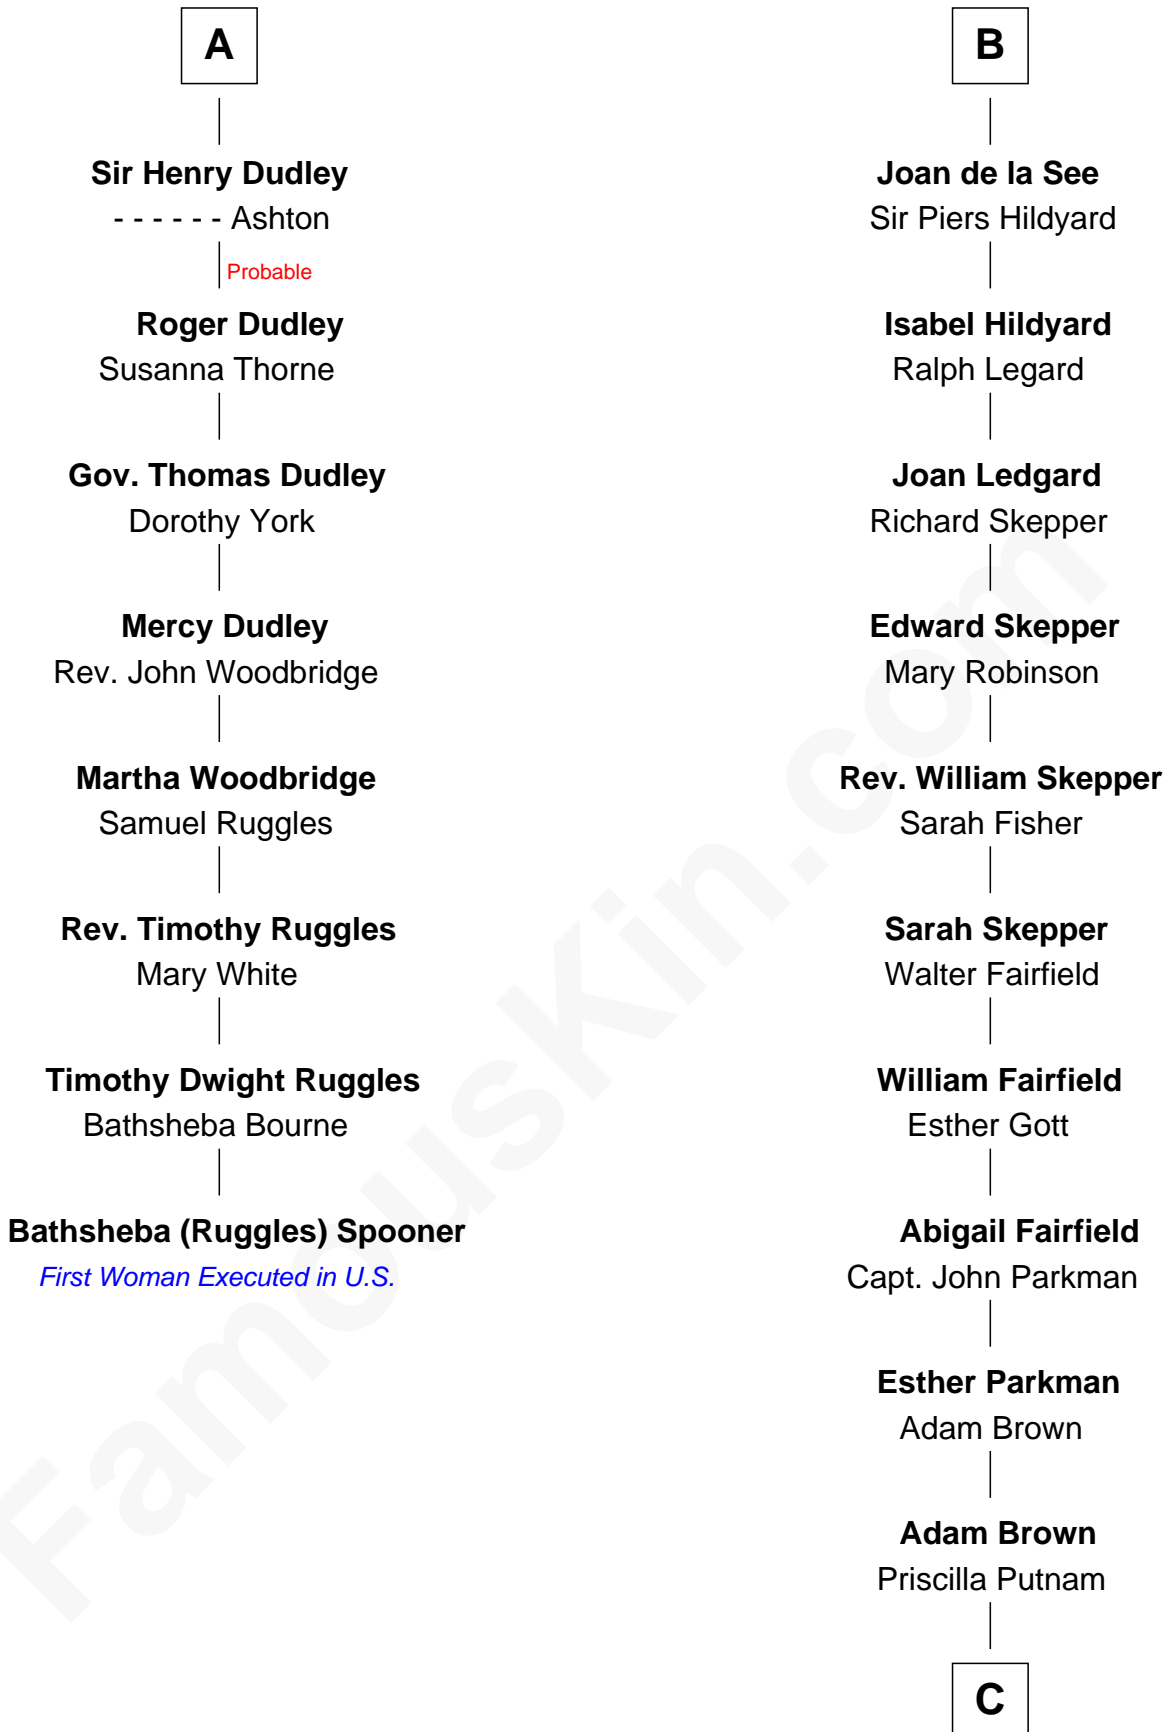 A
Sir Henry Dudley
- - - - - - Ashton
Probable
Roger Dudley
Susanna Thorne
Gov. Thomas Dudley
Dorothy York
Mercy Dudley
Rev. John Woodbridge
Martha Woodbridge
Samuel Ruggles
Rev. Timothy Ruggles
Mary White
Timothy Dwight Ruggles
Bathsheba Bourne
Bathsheba (Ruggles) Spooner
First Woman Executed in U.S.
B
Joan de la See
Sir Piers Hildyard
Isabel Hildyard
Ralph Legard
Joan Ledgard
Richard Skepper
Edward Skepper
Mary Robinson
Rev. William Skepper
Sarah Fisher
Sarah Skepper
Walter Fairfield
William Fairfield
Esther Gott
Abigail Fairfield
Capt. John Parkman
Esther Parkman
Adam Brown
Adam Brown
Priscilla Putnam
C
FamousKin.com